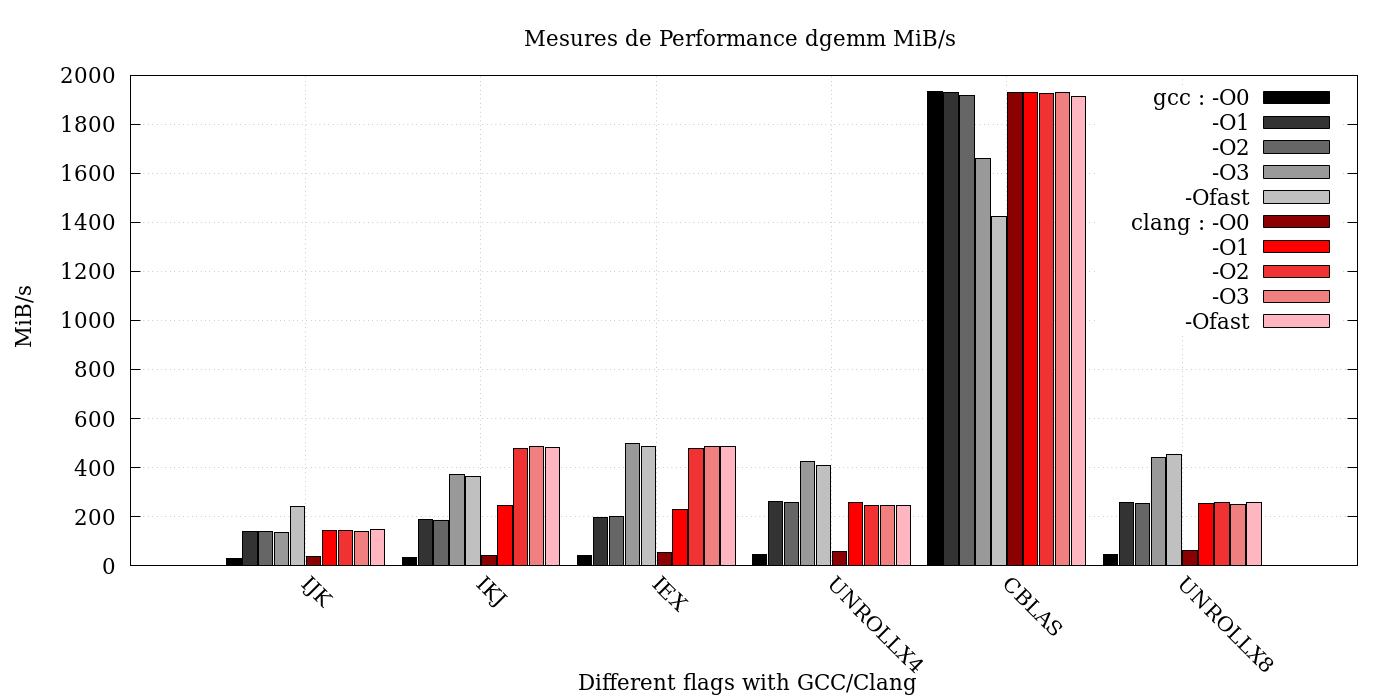 Mesures de Performance dgemm MiB/s
2000
1800
1600
1400
1200
1000
800
600
400
200
0
MiB/s
gcc : -O0
-O1
-O2
-O3
-Ofast
clang : -O0
-O1
-O2
-O3
-Ofast
IJK
IKJ
IEX
UNROLLX4
CBLAS
UNROLLX8
Different flags with GCC/Clang